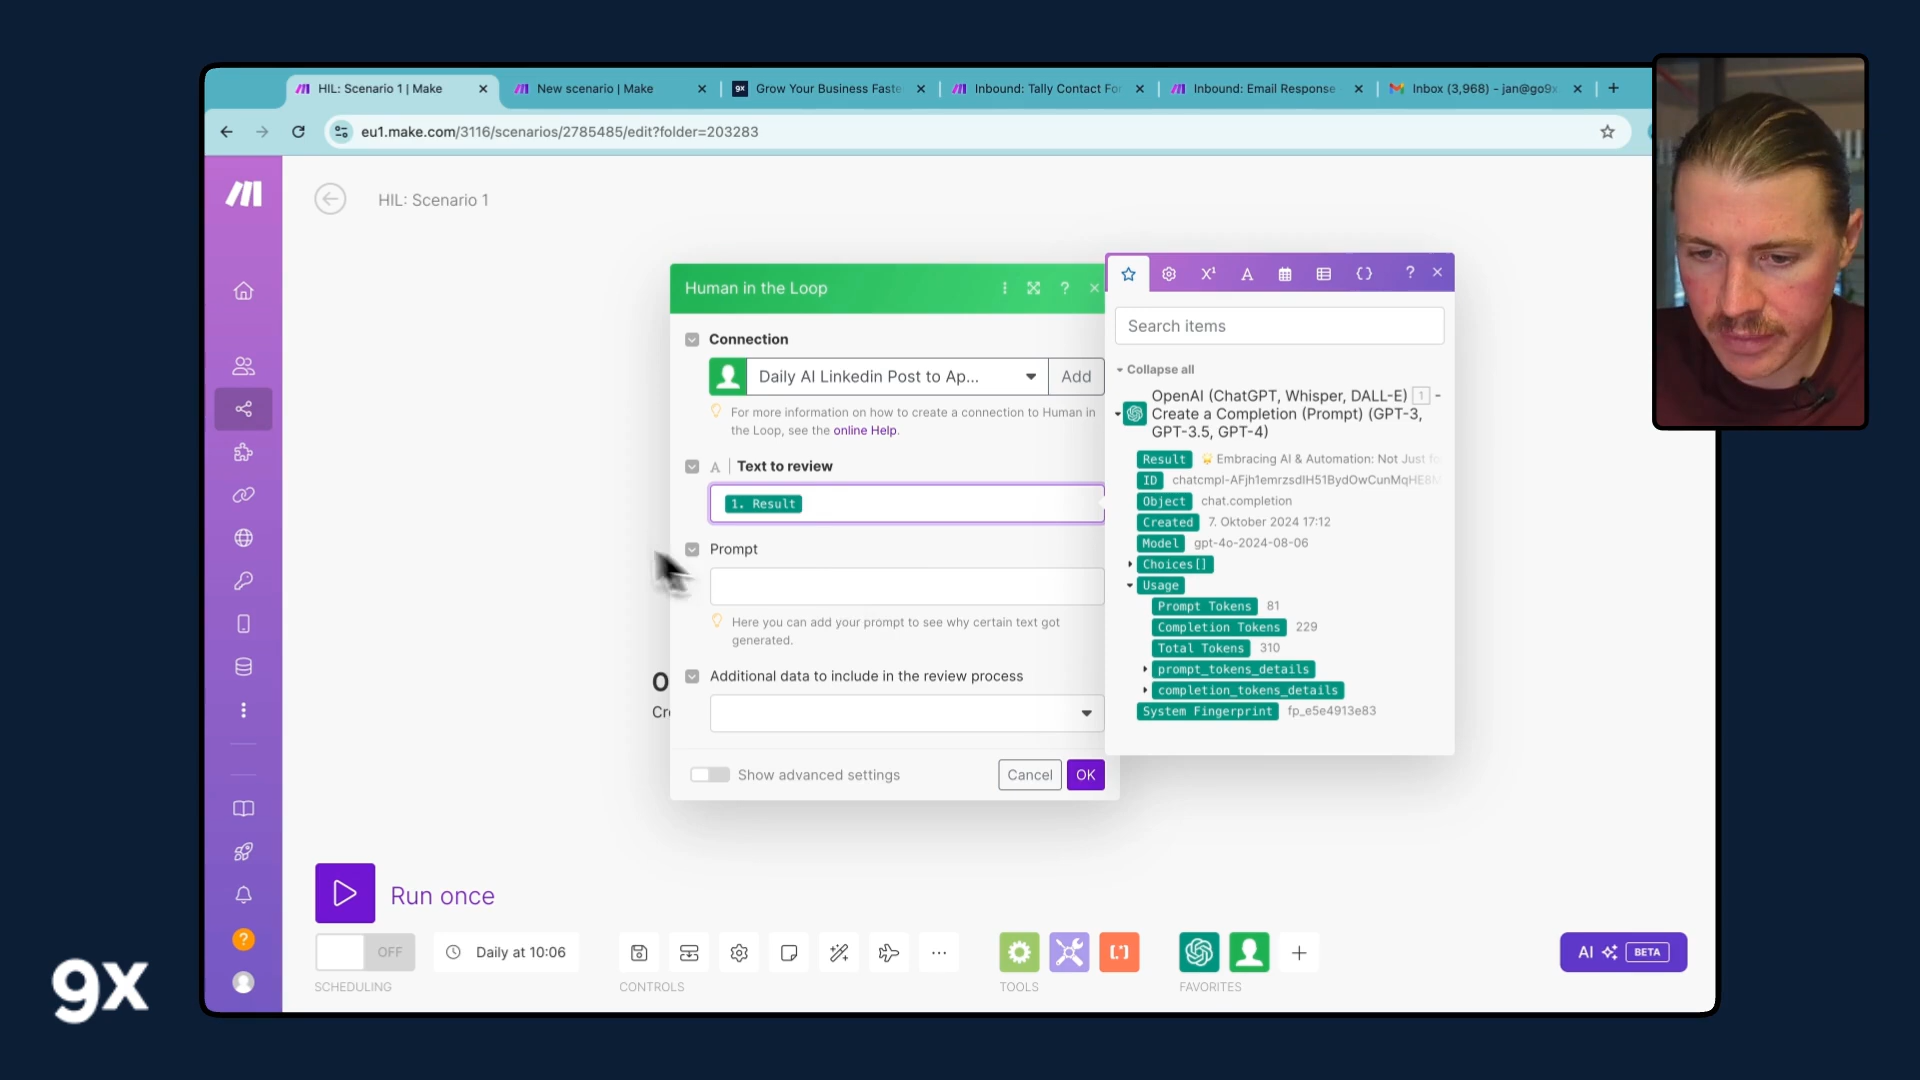 HIL: Scenario 1 | Make
New scenario | Make
9x
Grow Your Business Faste
Inbound: Tally Contact For
Inbound: Email Response
Inbox (3,968) - jan@go9x
eu1.make.com/3116/scenarios/2785485/edit?folder=203283
HIL: Scenario 1
Human in the Loop
Connection
Daily AI Linkedin Post to Ap...
Add
For more information on how to create a connection to Human in
the Loop, see the online Help.
A
Text to review
1. Result
Prompt
Here you can add your prompt to see why certain text got
generated.
Additional data to include in the review process
Show advanced settings
Cancel
OK
Search items
Collapse all
OpenAI (ChatGPT, Whisper, DALL-E) 1 -
Create a Completion (Prompt) (GPT-3,
GPT-3.5, GPT-4)
Result Embracing AI & Automation: Not Just fo
ID
Object chat.completion
Created 7. Oktober 2024 17:12
Model gpt-4o-2024-08-06
Choices[]
Usage
Prompt Tokens 81
Completion Tokens 229
Total Tokens 310
prompt_tokens_details
completion_tokens_details
System Fingerprint fp_e5e4913e83
O
Cr
Run once
OFF
Daily at 10:06
SCHEDULING
CONTROLS
TOOLS
FAVORITES
AI BETA
9x